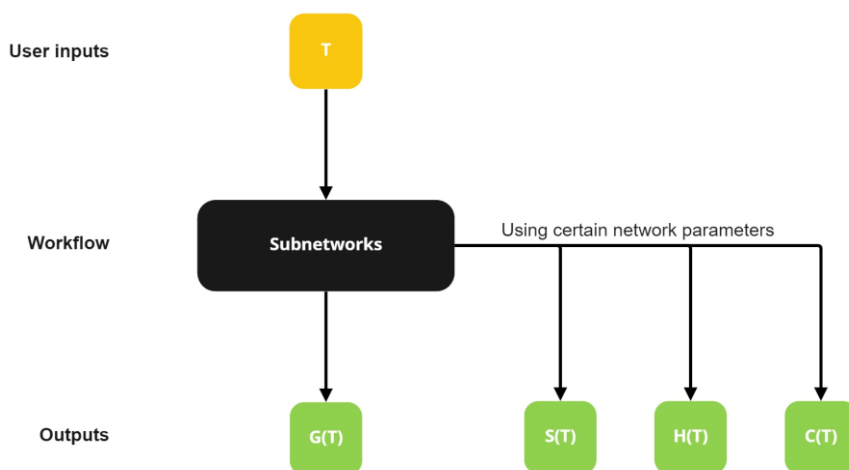 User inputs
T
Using certain network parameters
Workflow
Subnetworks
Outputs
G(T)
S(T)
H(T)
C(T)